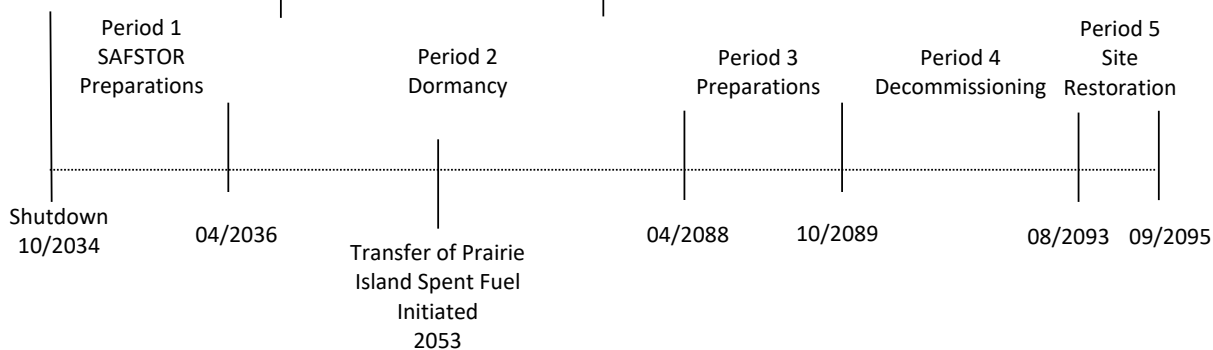 Period 1
SAFSTOR
Preparations
Period 2
Dormancy
Period 3
Preparations
Period 4
Decommissioning
Period 5
Site
Restoration
Shutdown
10/2034
04/2036
Transfer of Prairie
Island Spent Fuel
Initiated
2053
04/2088
10/2089
08/2093
09/2095